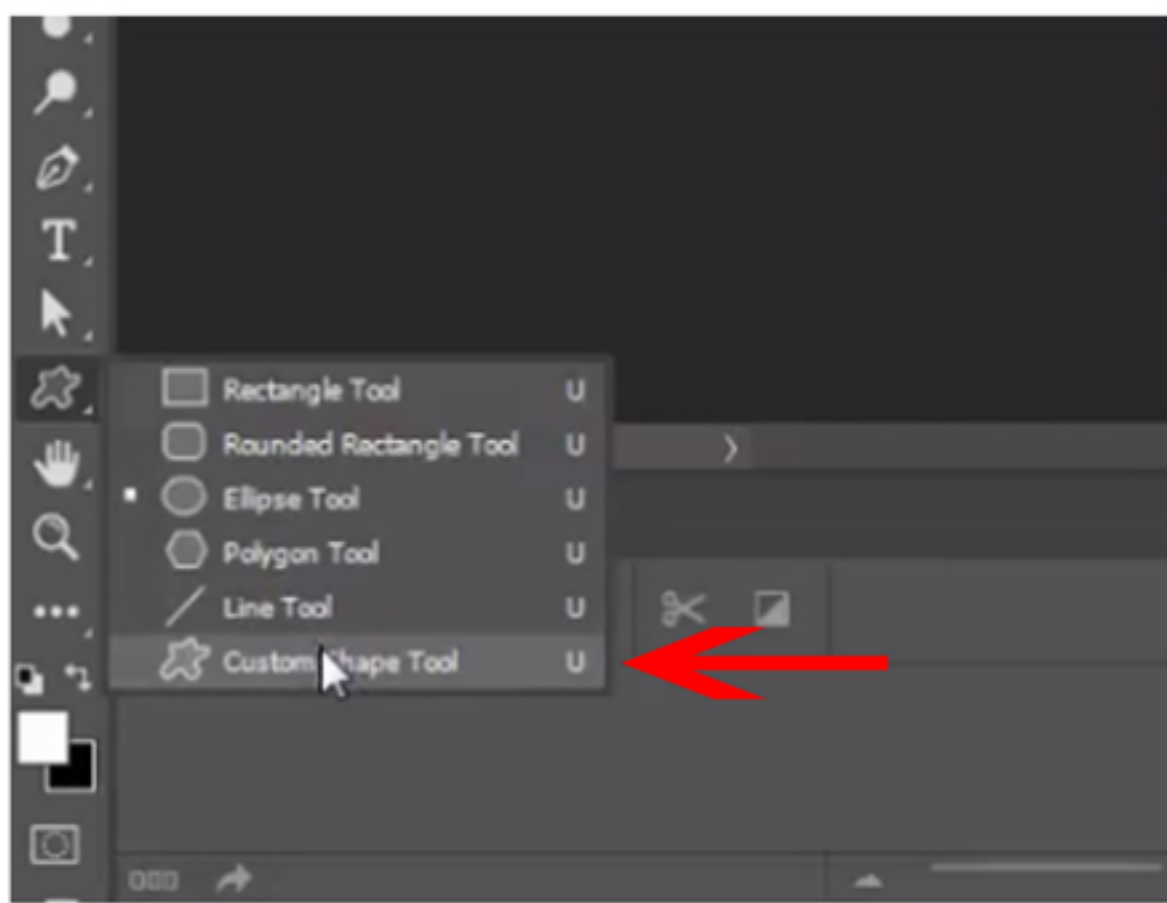 T
Rectangle Tool U
Rounded Rectangle Tool U
Ellipse Tool U
Polygon Tool U
Line Tool U
Custom Shape Tool U